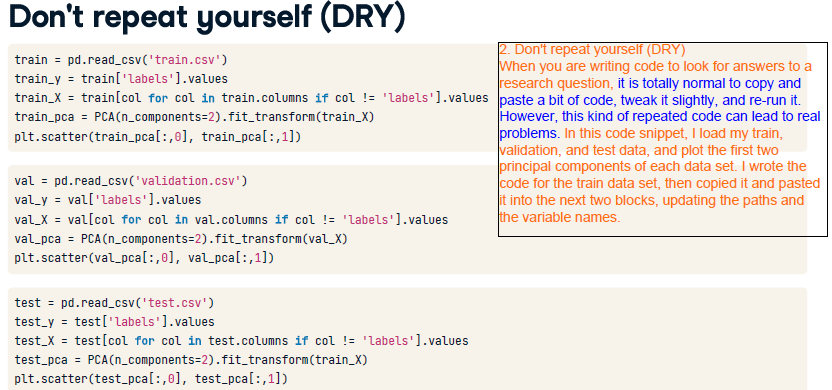 Don't repeat yourself (DRY)
train = pd.read_csv('train.csv')
train_y = train['labels'].values
train_X = train[col for col in train.columns if col != 'labels'].values
train_pca = PCA(n_components=2).fit_transform(train_X)
plt.scatter(train_pca[:,0], train_pca[:,1])
2. Don't repeat yourself (DRY)
When you are writing code to look for answers to a
research question, it is totally normal to copy and
paste a bit of code, tweak it slightly, and re-run it.
However, this kind of repeated code can lead to real
problems. In this code snippet, I load my train,
validation, and test data, and plot the first two
principal components of each data set. I wrote the
code for the train data set, then copied it and pasted
it into the next two blocks, updating the paths and
the variable names.
val = pd.read_csv('validation.csv')
val_y = val['labels'].values
val_X = val[col for col in val.columns if col != 'labels'].values
val_pca = PCA(n_components=2).fit_transform(val_X)
plt.scatter(val_pca[:,0], val_pca[:,1])
test = pd.read_csv('test.csv')
test_y = test['labels'].values
test_X = test[col for col in test.columns if col != 'labels'].values
test_pca = PCA(n_components=2).fit_transform(train_X)
plt.scatter(test_pca[:,0], test_pca[:,1])